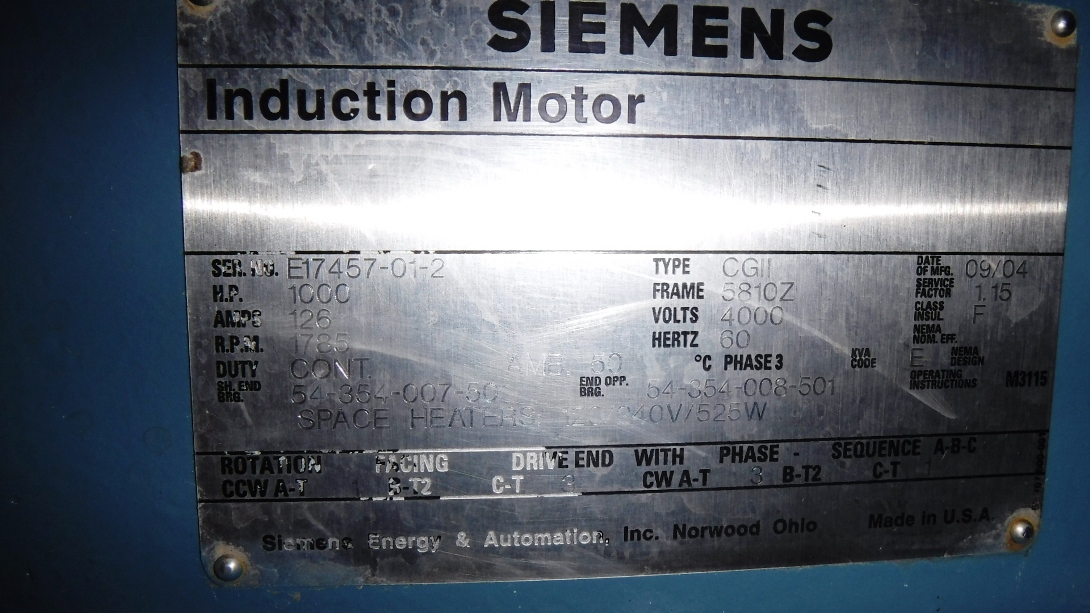 SIEMENS
Induction Motor
SER. NO. E17457-01-2 TYPE CGII DATE OF MFG. 09/04
H.P. 1000 FRAME 5810Z SERVICE FACTOR 1.15
AMPS 126 VOLTS 4000 CLASS INSUL. F
R.P.M. 1785 HERTZ 60 NEMA NOM. EFF.
DUTY CONT. AMB. 50 °C PHASE 3 KVA CODE E NEMA DESIGN
SH. END BRG. 54-354-007-50 END OPP. BRG. 54-354-008-501 OPERATING INSTRUCTIONS M3115
SPACE HEATERS 240V/525W
ROTATION FACING DRIVE END WITH PHASE - SEQUENCE A-B-C
CCW A-T 1 B-T2 C-T 3 CW A-T 3 B-T2 C-T 1
Siemens Energy & Automation, Inc. Norwood Ohio Made in U.S.A.